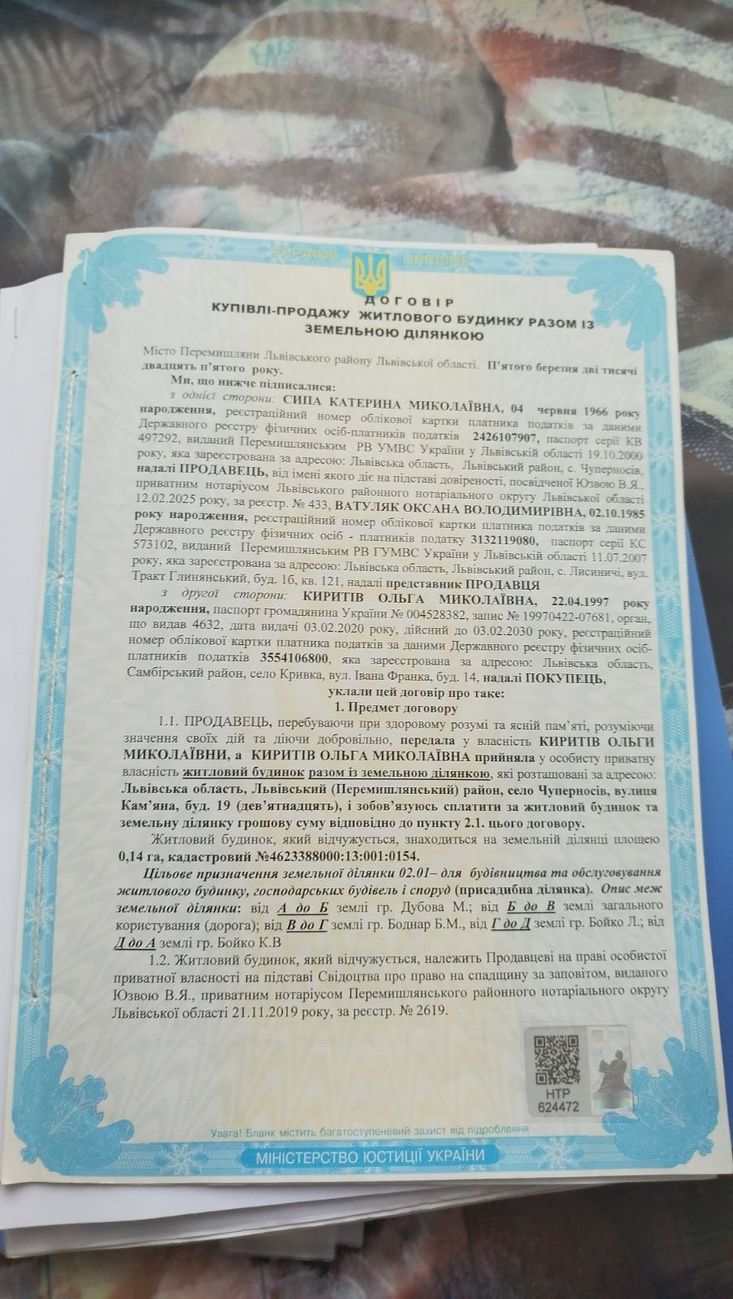 УКРАЇНА УКРАЇНА
ДОГОВІР
КУПІВЛІ-ПРОДАЖУ ЖИТЛОВОГО БУДИНКУ РАЗОМ ІЗ
ЗЕМЕЛЬНОЮ ДІЛЯНКОЮ
Місто Перемишляни Львівського району Львівської області. П'ятого березня дві тисячі
двадцять п'ятого року.
Ми, що нижче підписалися:
з однієї сторони: СИПА КАТЕРИНА МИКОЛАЇВНА, 04 червня 1966 року
народження, реєстраційний номер облікової картки платника податків за даними
Державного реєстру фізичних осіб-платників податків 2426107907, паспорт серії КВ
497292, виданий Перемишлянським РВ УМВС України у Львівській області 19.10.2000
року, яка зареєстрована за адресою: Львівська область, Львівський район, с. Чуперносів,
надалі ПРОДАВЕЦЬ, від імені якого діє на підставі довіреності, посвідченої Юзвою В.Я.,
приватним нотаріусом Львівського районного нотаріального округу Львівської області
12.02.2025 року, за реєстр. № 433, ВАТУЛЯК ОКСАНА ВОЛОДИМИРІВНА, 02.10.1985
року народження, реєстраційний номер облікової картки платника податків за даними
Державного реєстру фізичних осіб - платників податку 3132119080, паспорт серії КС
573102, виданий Перемишлянським РВ ГУМВС України у Львівській області 11.07.2007
року, яка зареєстрована за адресою: Львівська область, Львівський район, с. Лисиничі, вул.
Тракт Глинянський, буд. 1б, кв. 121, надалі представник ПРОДАВЦЯ
з другої сторони: КИРИТІВ ОЛЬГА МИКОЛАЇВНА, 22.04.1997 року
народження, паспорт громадянина України № 004528382, запис № 19970422-07681, орган,
що видав 4632, дата видачі 03.02.2020 року, дійсний до 03.02.2030 року, реєстраційний
номер облікової картки платника податків за даними Державного реєстру фізичних осіб-
платників податків 3554106800, яка зареєстрована за адресою: Львівська область,
Самбірський район, село Кривка, вул. Івана Франка, буд. 14, надалі ПОКУПЕЦЬ,
уклали цей договір про таке:
1. Предмет договору
1.1. ПРОДАВЕЦЬ, перебуваючи при здоровому розумі та ясній пам'яті, розуміючи
значення своїх дій та діючи добровільно, передала у власність КИРИТІВ ОЛЬГИ
МИКОЛАЇВНИ, а КИРИТІВ ОЛЬГА МИКОЛАЇВНА прийняла у особисту приватну
власність житловий будинок разом із земельною ділянкою, які розташовані за адресою:
Львівська область, Львівський (Перемишлянський) район, село Чупернosів, вулиця
Кам'яна, буд. 19 (дев'ятнадцять), і зобов'язуюсь сплатити за житловий будинок та
земельну ділянку грошову суму відповідно до пункту 2.1. цього договору.
Житловий будинок, який відчужується, знаходиться на земельній ділянці площею
0,14 га, кадастровий №4623388000:13:001:0154.
Цільове призначення земельної ділянки 02.01– для будівництва та обслуговування
житлового будинку, господарських будівель і споруд (присадибна ділянка). Опис меж
земельної ділянки: від А до Б землі гр. Дубова М.; від Б до В землі загального
користування (дорога); від В до Г землі гр. Боднар Б.М., від Г до Д землі гр. Бойко Л.; від
Д до А землі гр. Бойко К.В
1.2. Житловий будинок, який відчужується, належить Продавцеві на праві особистої
приватної власності на підставі Свідоцтва про право на спадщину за заповітом, виданого
Юзвою В.Я., приватним нотаріусом Перемишлянського районного нотаріального округу
Львівської області 21.11.2019 року, за реєстр. № 2619.
НТР
624472
Увага! Бланк містить багатоступеневий захист від підроблення
МІНІСТЕРСТВО ЮСТИЦІЇ УКРАЇНИ